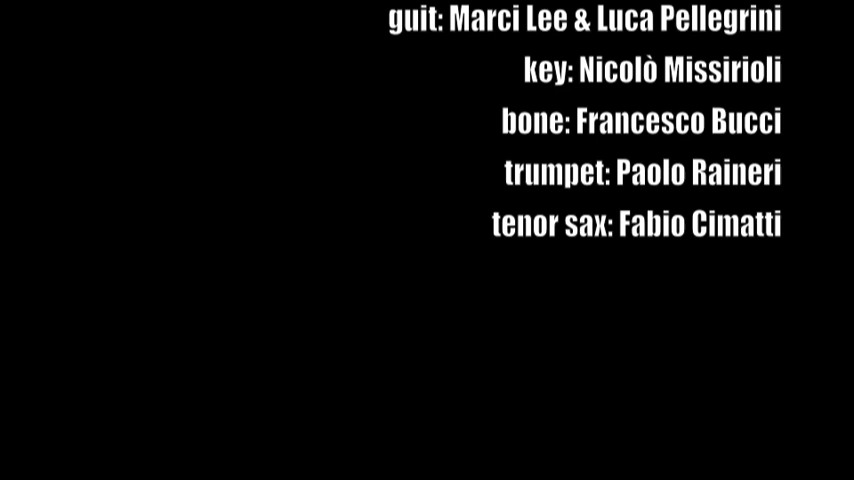 guit: Marci Lee & Luca Pellegrini
key: Nicolò Missirioli
bone: Francesco Bucci
trumpet: Paolo Raineri
tenor sax: Fabio Cimatti